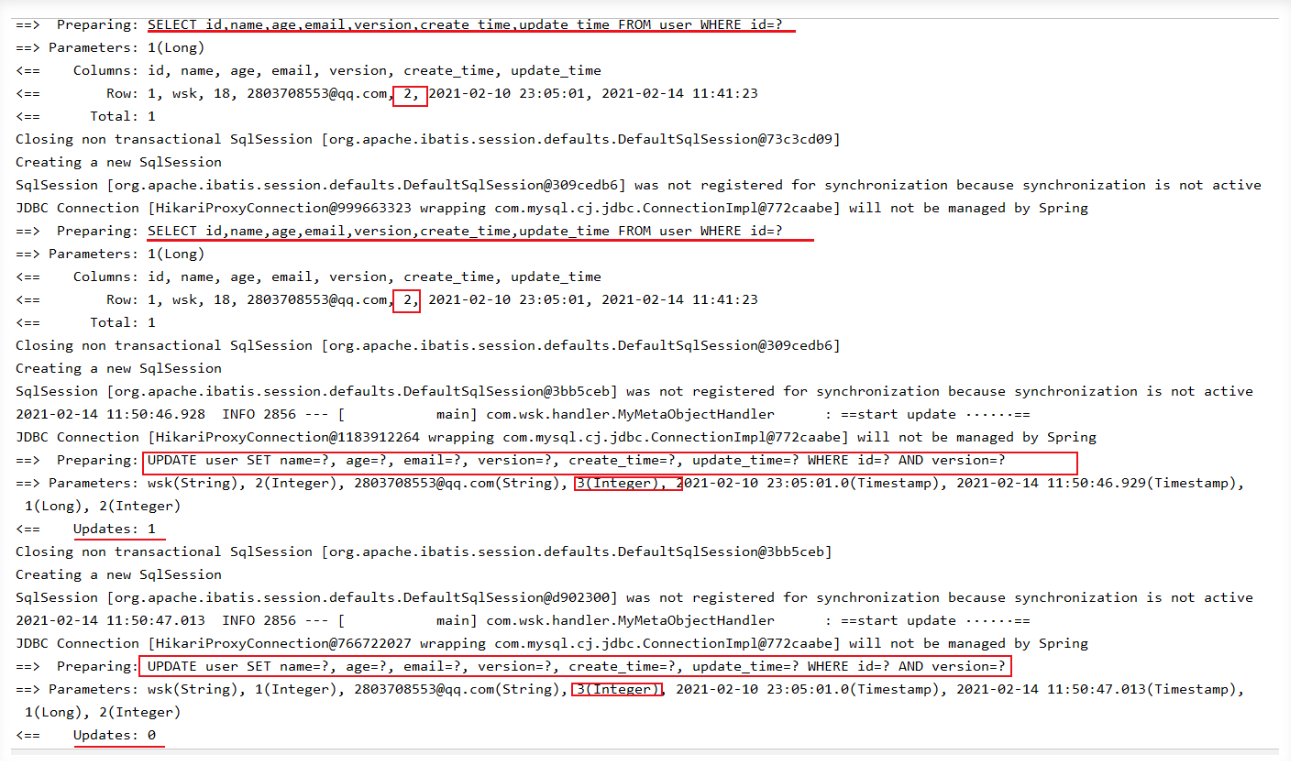 ==>  Preparing: SELECT id,name,age,email,version,create_time,update_time FROM user WHERE id=?
==> Parameters: 1(Long)
<==    Columns: id, name, age, email, version, create_time, update_time
<==        Row: 1, wsk, 18, 2803708553@qq.com, 2, 2021-02-10 23:05:01, 2021-02-14 11:41:23
<==      Total: 1
Closing non transactional SqlSession [org.apache.ibatis.session.defaults.DefaultSqlSession@73c3cd09]
Creating a new SqlSession
SqlSession [org.apache.ibatis.session.defaults.DefaultSqlSession@309cedb6] was not registered for synchronization because synchronization is not active
JDBC Connection [HikariProxyConnection@999663323 wrapping com.mysql.cj.jdbc.ConnectionImpl@772caabe] will not be managed by Spring
==>  Preparing: SELECT id,name,age,email,version,create_time,update_time FROM user WHERE id=?
==> Parameters: 1(Long)
<==    Columns: id, name, age, email, version, create_time, update_time
<==        Row: 1, wsk, 18, 2803708553@qq.com, 2, 2021-02-10 23:05:01, 2021-02-14 11:41:23
<==      Total: 1
Closing non transactional SqlSession [org.apache.ibatis.session.defaults.DefaultSqlSession@309cedb6]
Creating a new SqlSession
SqlSession [org.apache.ibatis.session.defaults.DefaultSqlSession@3bb5ceb] was not registered for synchronization because synchronization is not active
2021-02-14 11:50:46.928  INFO 2856 --- [           main] com.wsk.handler.MyMetaObjectHandler      : ==start update ······==
JDBC Connection [HikariProxyConnection@1183912264 wrapping com.mysql.cj.jdbc.ConnectionImpl@772caabe] will not be managed by Spring
==>  Preparing: UPDATE user SET name=?, age=?, email=?, version=?, create_time=?, update_time=? WHERE id=? AND version=?
==> Parameters: wsk(String), 2(Integer), 2803708553@qq.com(String), 3(Integer), 2021-02-10 23:05:01.0(Timestamp), 2021-02-14 11:50:46.929(Timestamp),
1(Long), 2(Integer)
<==    Updates: 1
Closing non transactional SqlSession [org.apache.ibatis.session.defaults.DefaultSqlSession@3bb5ceb]
Creating a new SqlSession
SqlSession [org.apache.ibatis.session.defaults.DefaultSqlSession@d902300] was not registered for synchronization because synchronization is not active
2021-02-14 11:50:47.013  INFO 2856 --- [           main] com.wsk.handler.MyMetaObjectHandler      : ==start update ······==
JDBC Connection [HikariProxyConnection@766722027 wrapping com.mysql.cj.jdbc.ConnectionImpl@772caabe] will not be managed by Spring
==>  Preparing: UPDATE user SET name=?, age=?, email=?, version=?, create_time=?, update_time=? WHERE id=? AND version=?
==> Parameters: wsk(String), 1(Integer), 2803708553@qq.com(String), 3(Integer), 2021-02-10 23:05:01.0(Timestamp), 2021-02-14 11:50:47.013(Timestamp),
1(Long), 2(Integer)
<==    Updates: 0